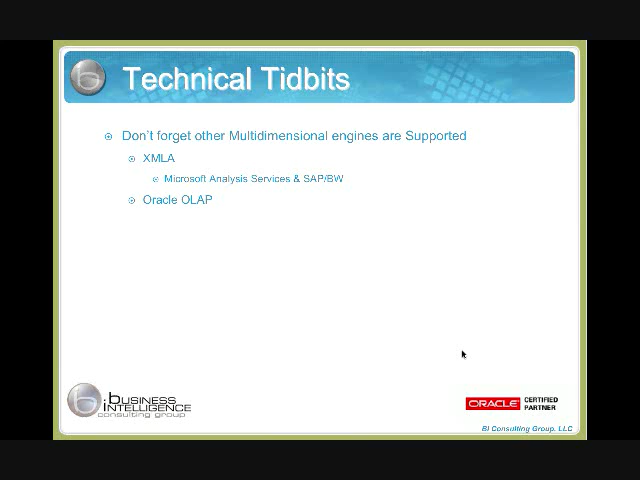 Technical Tidbits
Don't forget other Multidimensional engines are Supported
XMLA
Microsoft Analysis Services & SAP/BW
Oracle OLAP
b
BUSINESS
INTELLIGENCE
consulting group
ORACLE
CERTIFIED
PARTNER
BI Consulting Group, LLC